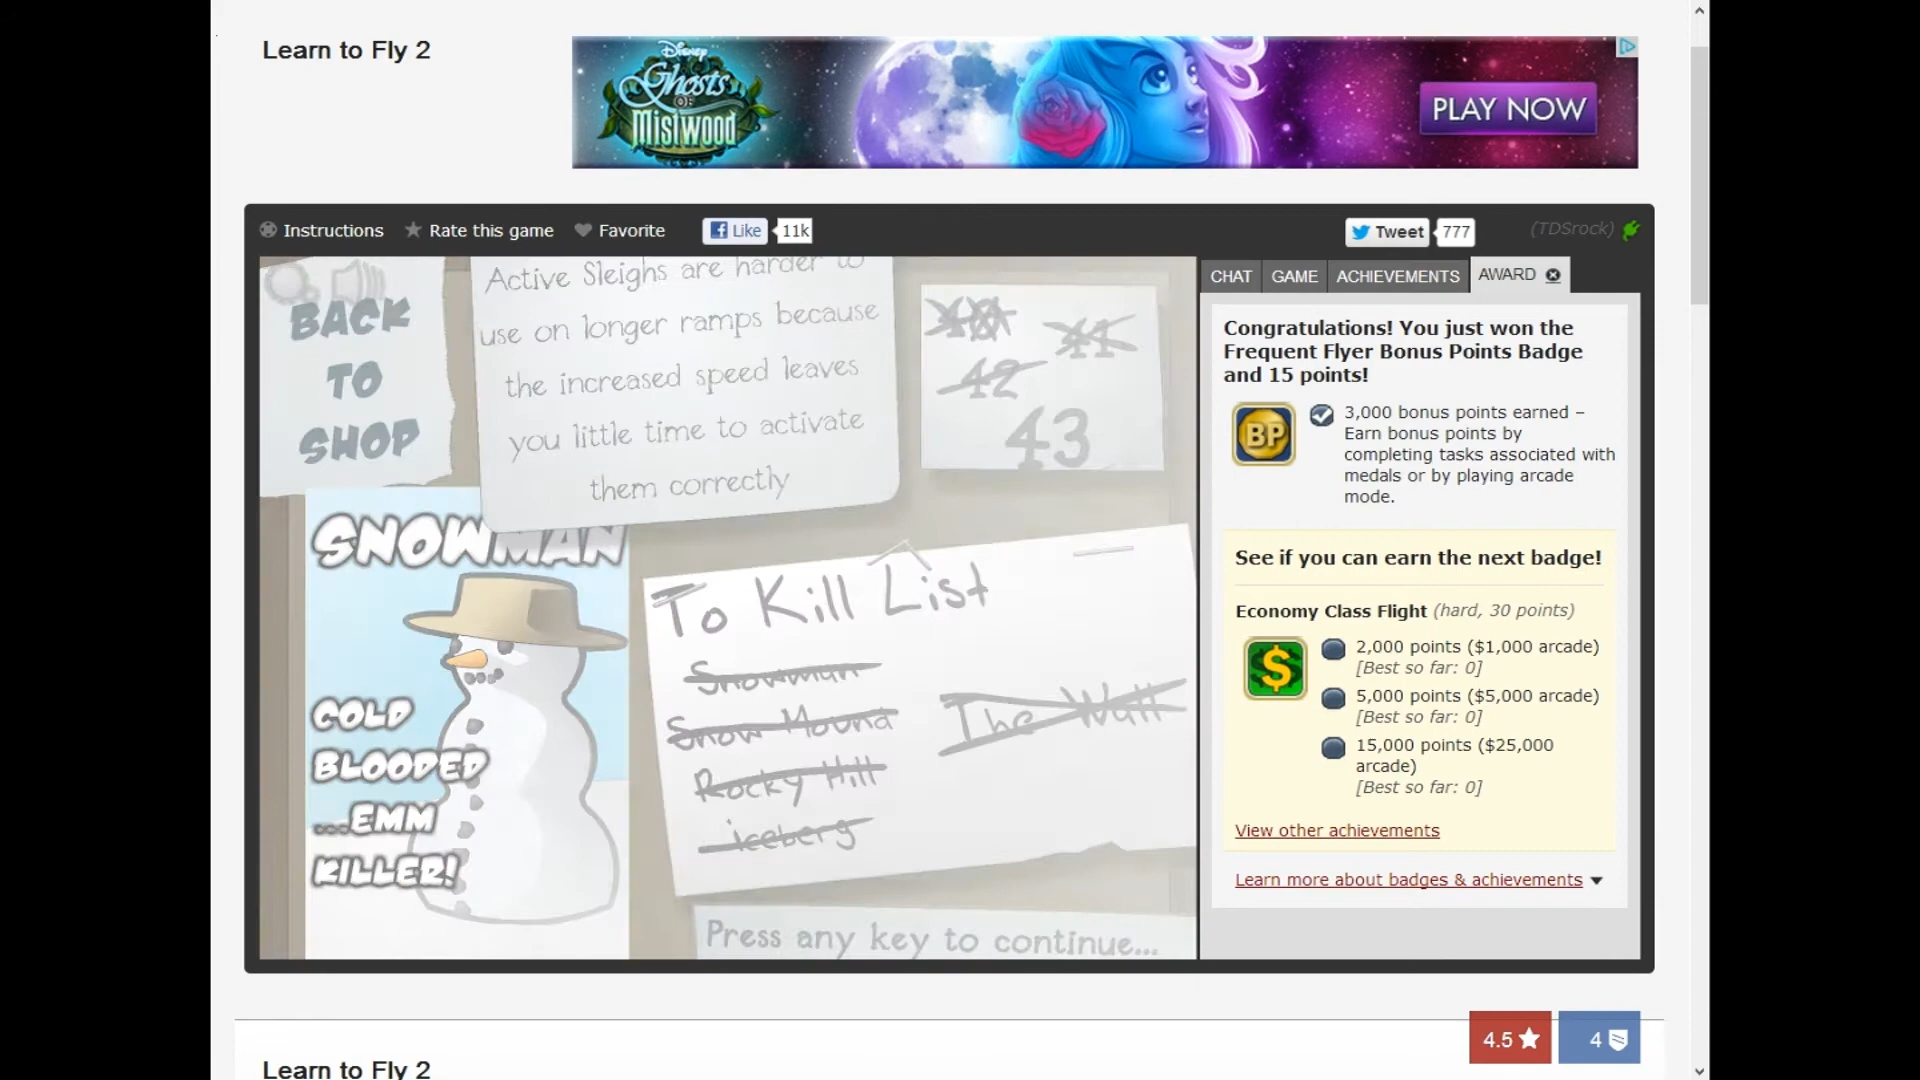 Learn to Fly 2
Disney
Ghosts
OF
Mistwood
PLAY NOW
Instructions
Rate this game
Favorite
Like
11k
Tweet
777
(TDSrock)
BACK
TO
SHOP
Active Sleighs are harder to
use on longer ramps because
the increased speed leaves
you little time to activate
them correctly
40
41
42
43
SNOWMAN
COLD
BLOODED
...EMM
KILLER!
To Kill List
Snowman
Snow Mound
Rocky Hill
iceberg
The Wall
Press any key to continue...
CHAT
GAME
ACHIEVEMENTS
AWARD
Congratulations! You just won the
Frequent Flyer Bonus Points Badge
and 15 points!
BP
3,000 bonus points earned –
Earn bonus points by
completing tasks associated with
medals or by playing arcade
mode.
See if you can earn the next badge!
Economy Class Flight (hard, 30 points)
$
2,000 points ($1,000 arcade)
[Best so far: 0]
5,000 points ($5,000 arcade)
[Best so far: 0]
15,000 points ($25,000
arcade)
[Best so far: 0]
View other achievements
Learn more about badges & achievements
4.5
4
Learn to Fly 2